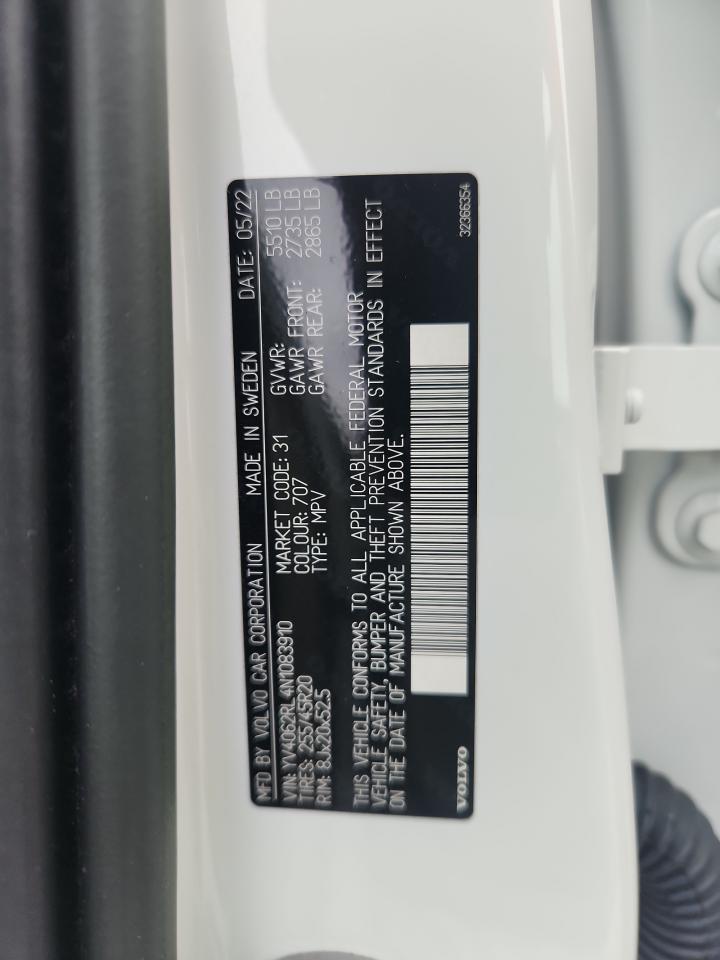 MFD BY VOLVO CAR CORPORATION MADE IN SWEDEN DATE: 05/22
VIN: YV4062RL4N1083910 MARKET CODE: 31 GVWR: 5510 LB
TIRES: 255/45R20 COLOUR: 707 GAWR FRONT: 2735 LB
RIM: 8Jx20x52.5 TYPE: MPV GAWR REAR: 2865 LB
THIS VEHICLE CONFORMS TO ALL APPLICABLE FEDERAL MOTOR
VEHICLE SAFETY, BUMPER AND THEFT PREVENTION STANDARDS IN EFFECT
ON THE DATE OF MANUFACTURE SHOWN ABOVE.
VOLVO 32366354